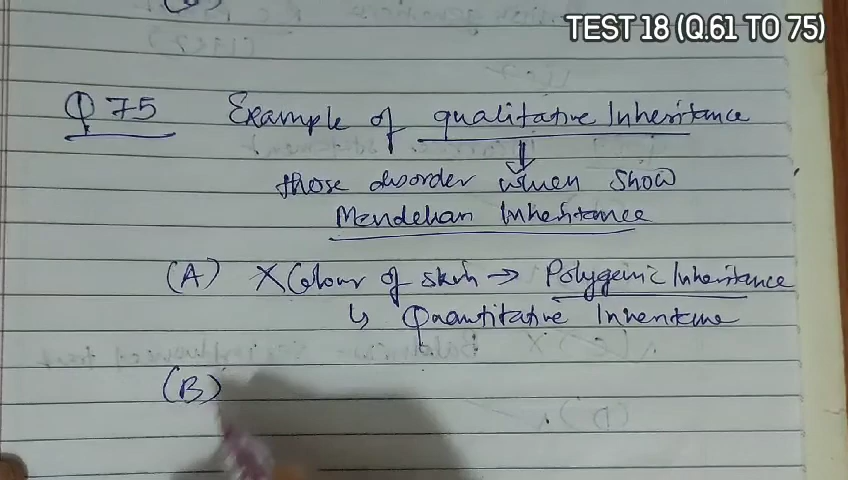 TEST 18 (Q.61 TO 75)
Q 75 Example of qualitative Inheritance
those disorder which show
Mendelian Inheritance
(A) X Colour of skin → Polygenic Inheritance
↳ Quantitative Inheritance
(B)